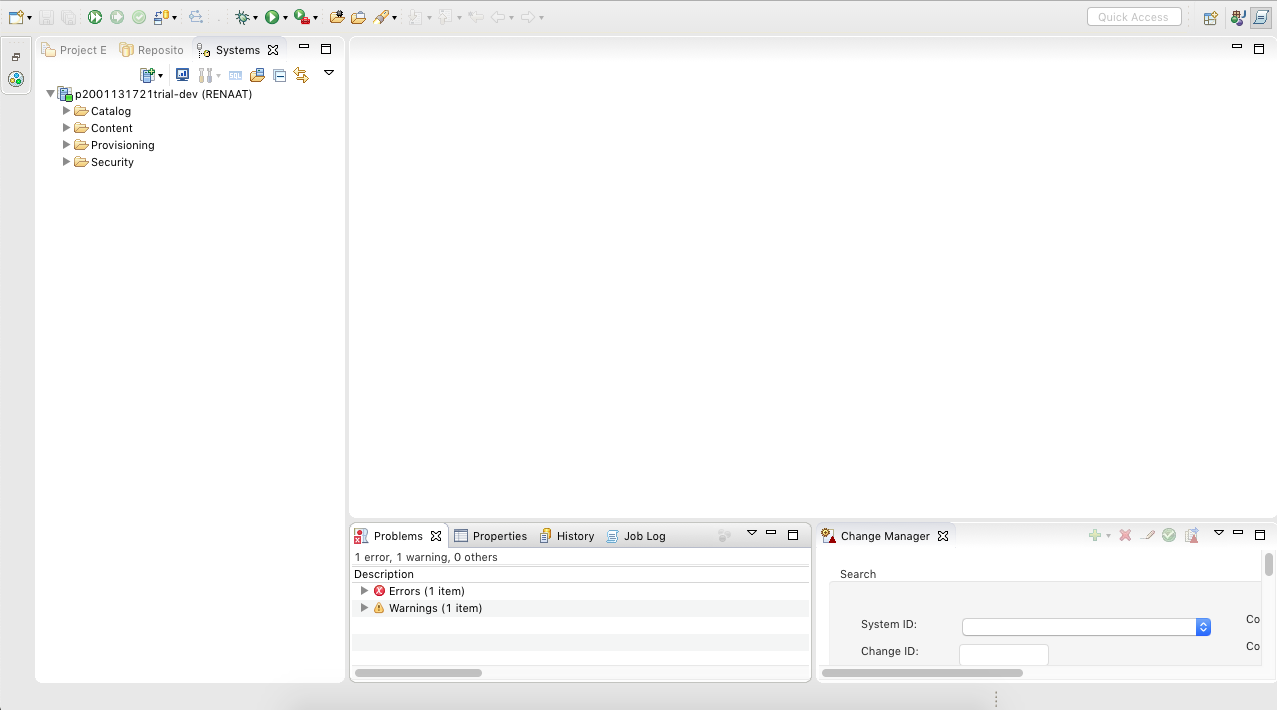 Quick Access
Project E
Reposito
Systems
p2001131721trial-dev (RENAAT)
Catalog
Content
Provisioning
Security
Problems
Properties
History
Job Log
1 error, 1 warning, 0 others
Description
Errors (1 item)
Warnings (1 item)
Change Manager
Search
System ID:
Co
Change ID:
Co